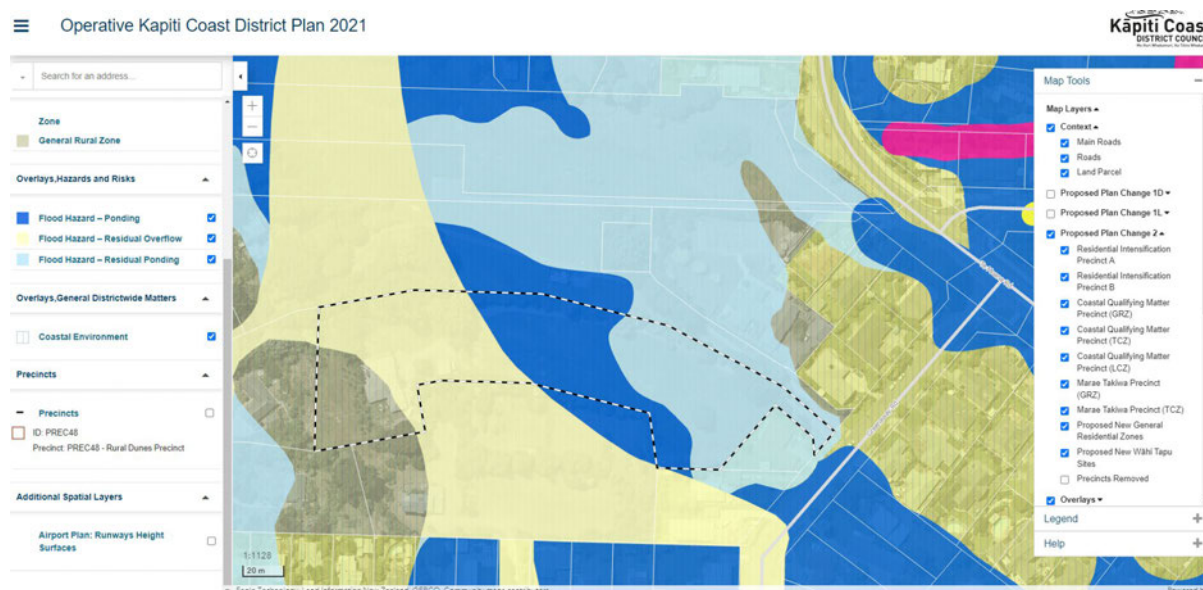 Operative Kapiti Coast District Plan 2021
Kāpiti Coas
DISTRICT COUNC
Search for an address...
Zone
General Rural Zone
Overlays,Hazards and Risks
Flood Hazard – Ponding
Flood Hazard – Residual Overflow
Flood Hazard – Residual Ponding
Overlays,General Districtwide Matters
Coastal Environment
Precincts
Precincts
ID: PREC48
Precinct: PREC48 - Rural Dunes Precinct
Additional Spatial Layers
Airport Plan: Runways Height
Surfaces
+
−
1:1128
20 m
Map Tools
Map Layers
Context
Main Roads
Roads
Land Parcel
Proposed Plan Change 1D
Proposed Plan Change 1L
Proposed Plan Change 2
Residential Intensification
Precinct A
Residential Intensification
Precinct B
Coastal Qualifying Matter
Precinct (GRZ)
Coastal Qualifying Matter
Precinct (TCZ)
Coastal Qualifying Matter
Precinct (LCZ)
Marae Takiwa Precinct
(GRZ)
Marae Takiwa Precinct (TCZ)
Proposed New General
Residential Zones
Proposed New Wāhi Tapu
Sites
Precincts Removed
Overlays
Legend
Help